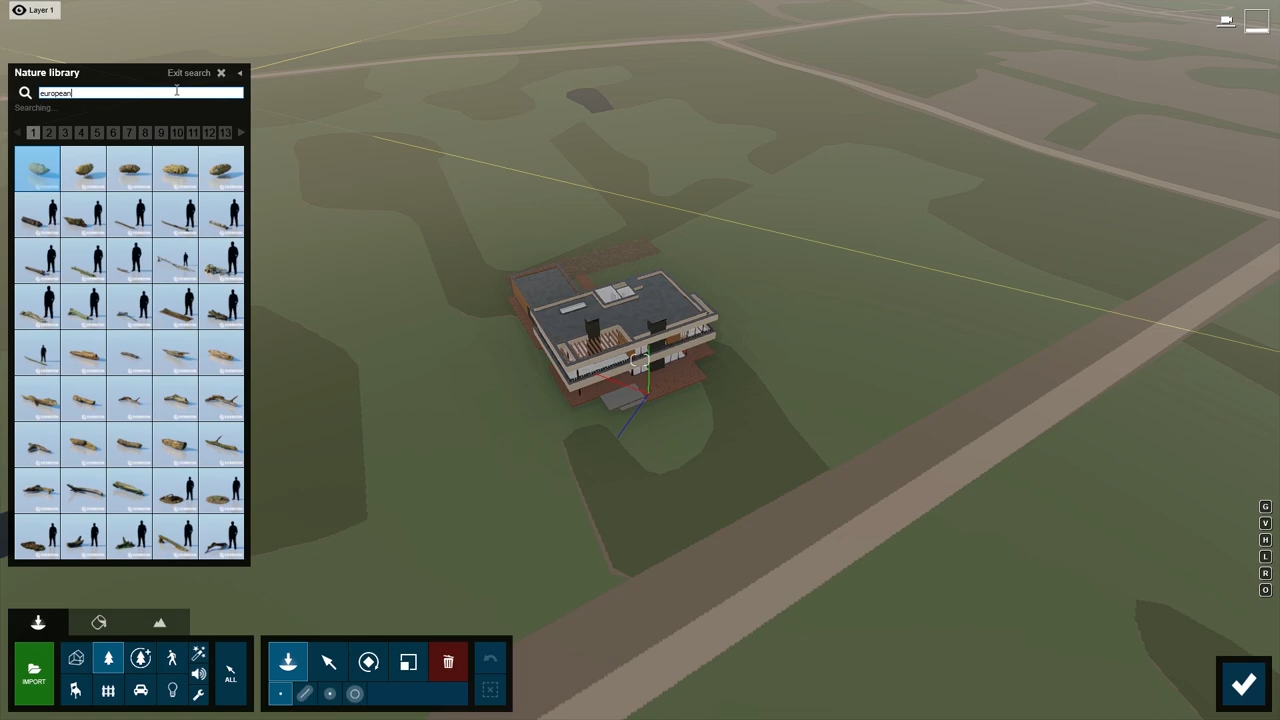 Layer 1
Nature library
Exit search
european
Searching...
1 2 3 4 5 6 7 8 9 10 11 12 13
G
V
H
L
R
O
IMPORT
ALL